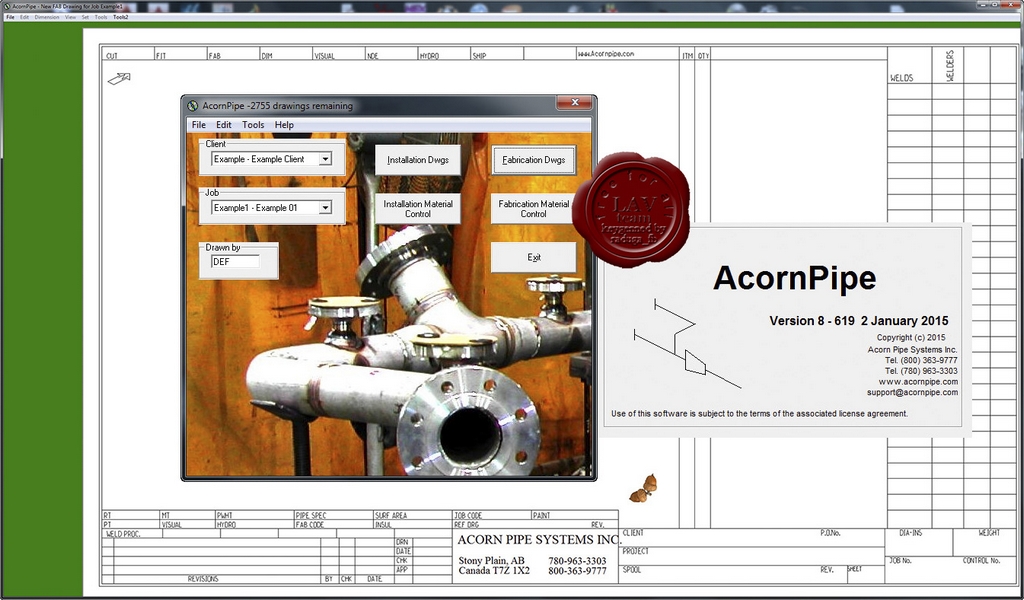 AcornPipe - New FAB Drawing for Job Example1
File Edit Dimension View Set Tools Tools2
CUT FIT FAB DIM VISUAL NDE HYDRO SHIP www.Acornpipe.com ITM QTY
WELDS WELDERS
AcornPipe -2755 drawings remaining
File Edit Tools Help
Client
Example - Example Client
Installation Dwgs
Fabrication Dwgs
Job
Example1 - Example 01
Installation Material
Control
Fabrication Material
Control
Drawn by
DEF
Exit
for
LAV
team
keygenned by
AcornPipe
Version 8 - 619 2 January 2015
Copyright (c) 2015
Acorn Pipe Systems Inc.
Tel. (800) 363-9777
Tel. (780) 963-3303
www.acornpipe.com
support@acornpipe.com
Use of this software is subject to the terms of the associated license agreement.
RT MT PWHT PIPE SPEC SURF AREA JOB CODE PAINT
PT VISUAL HYDRO FAB CODE INSUL REF DRG REV.
WELD PROC.
DRN
DATE
CHK
APP
REVISIONS BY CHK DATE
ACORN PIPE SYSTEMS INC.
Stony Plain, AB 780-963-3303
Canada T7Z 1X2 800-363-9777
CLIENT P.O.No. DIA-INS WEIGHT
PROJECT
JOB No. CONTROL No.
SPOOL REV. SHEET